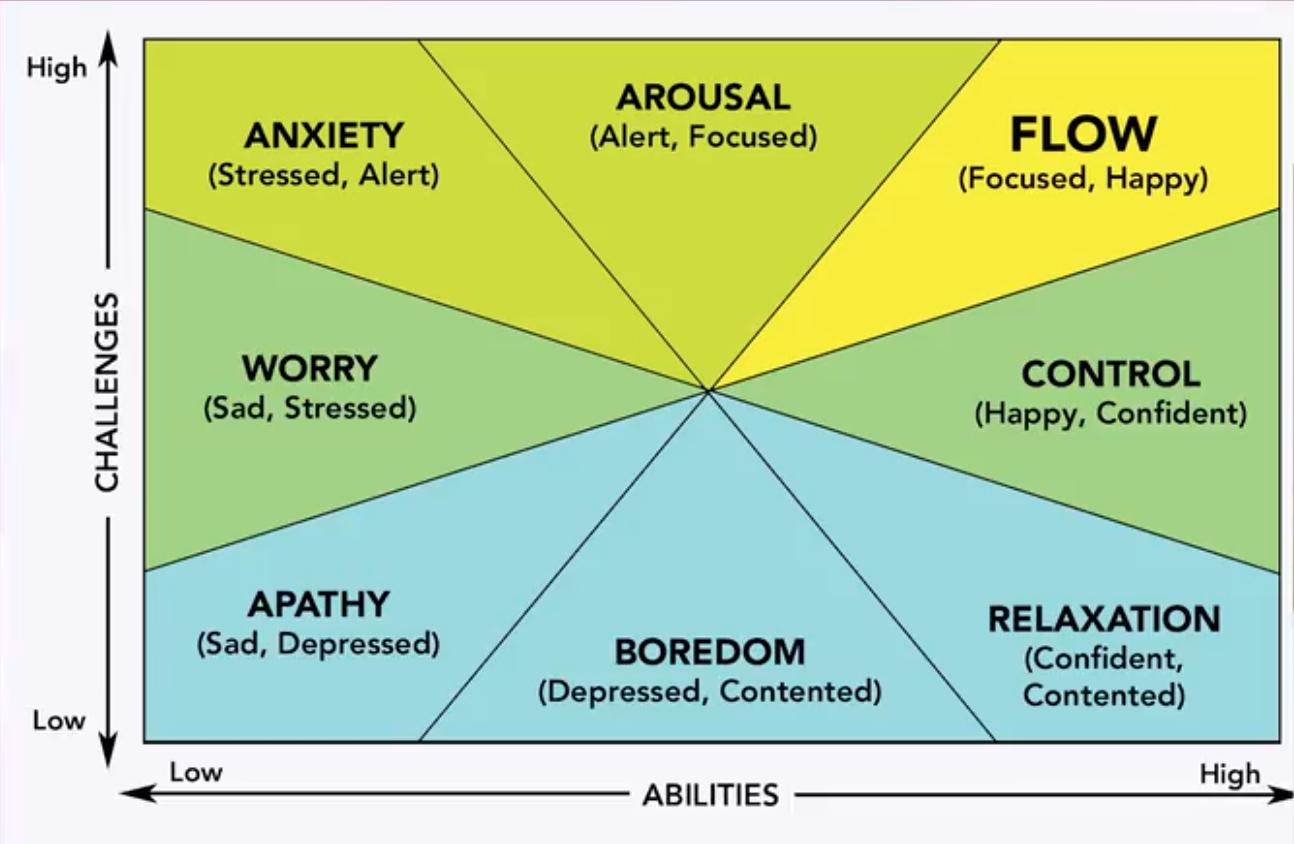 High
ANXIETY
(Stressed, Alert)
AROUSAL
(Alert, Focused)
FLOW
(Focused, Happy)
CHALLENGES
WORRY
(Sad, Stressed)
CONTROL
(Happy, Confident)
APATHY
(Sad, Depressed)
BOREDOM
(Depressed, Contented)
RELAXATION
(Confident,
Contented)
Low
Low
ABILITIES
High